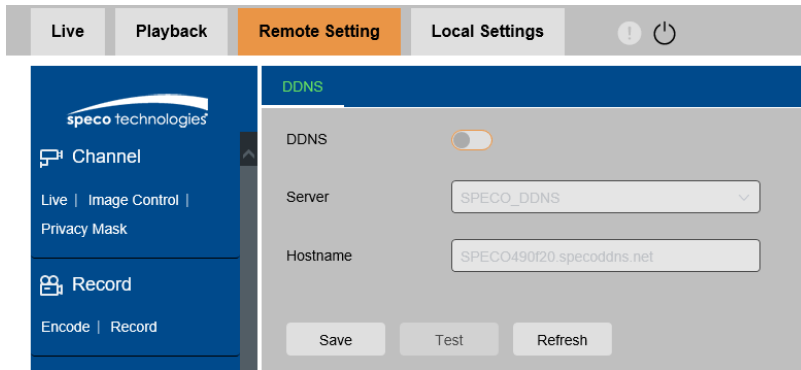 Live Playback Remote Setting Local Settings
speco technologies
Channel
Live | Image Control |
Privacy Mask
Record
Encode | Record
DDNS
DDNS
Server SPECO_DDNS
Hostname SPECO490f20.specoddns.net
Save Test Refresh